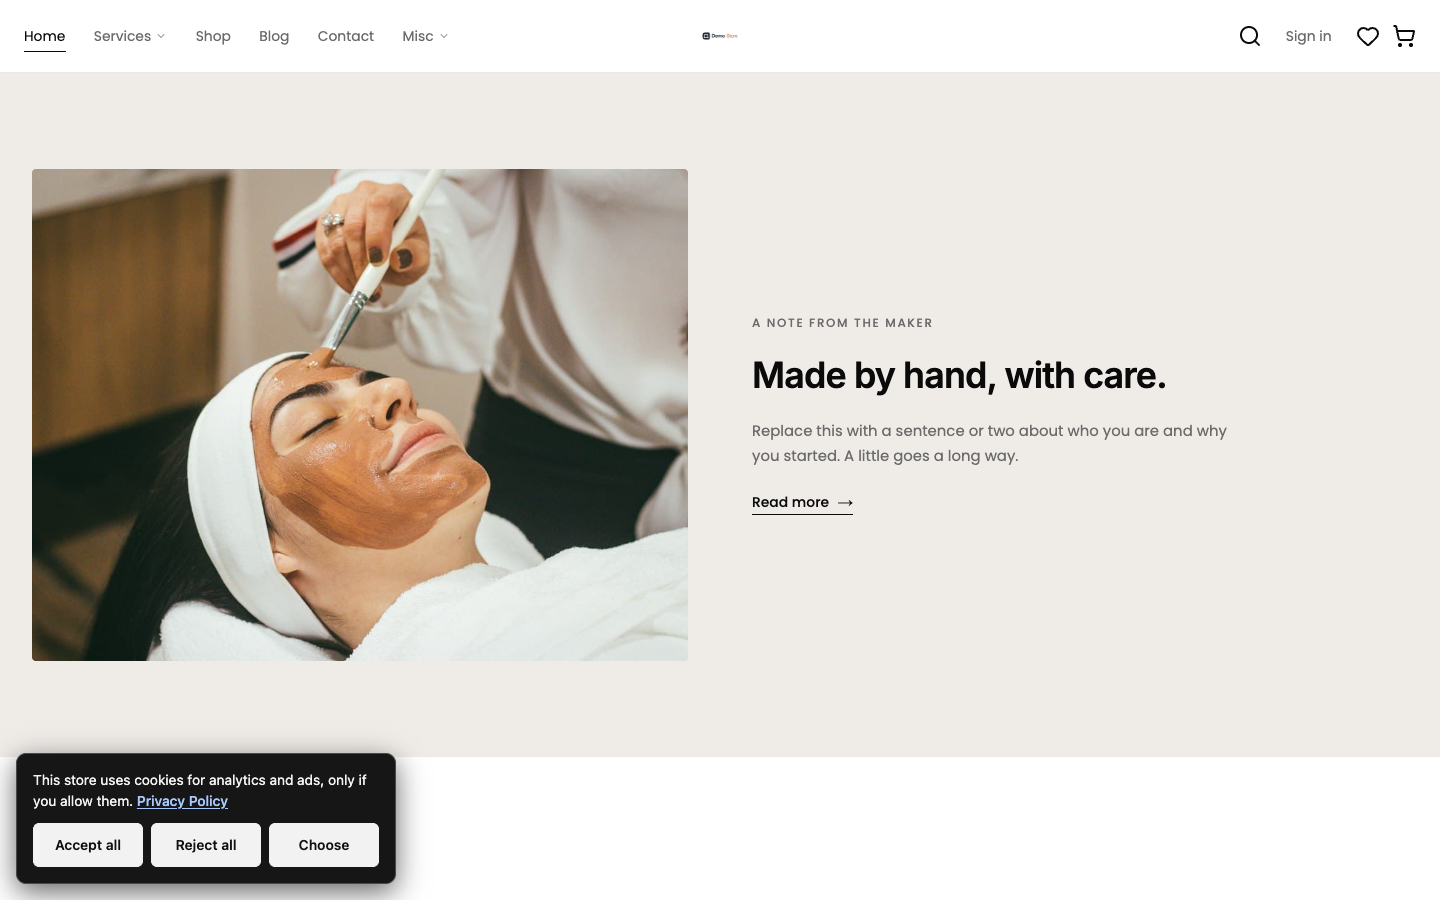 Home
Services
Shop
Blog
Contact
Misc
Demo Store
Sign in
A NOTE FROM THE MAKER
Made by hand, with care.
Replace this with a sentence or two about who you are and why
you started. A little goes a long way.
Read more →
This store uses cookies for analytics and ads, only if
you allow them. Privacy Policy
Accept all
Reject all
Choose